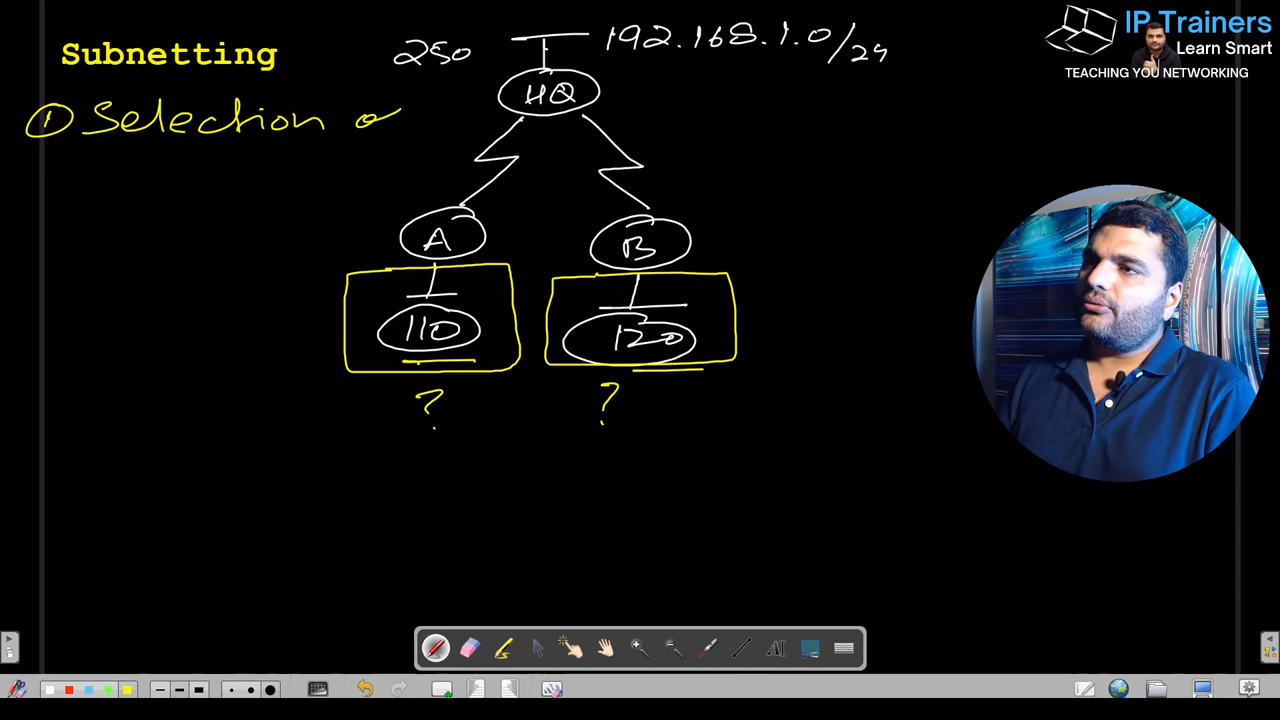 Subnetting
250
192.168.1.0/24
IP Trainers
Learn Smart
TEACHING YOU NETWORKING
HQ
① Selection o
A
B
110
120
?
?
AI